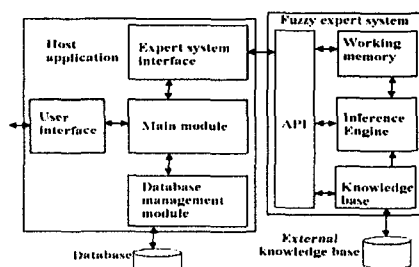 Fuzzy expert system
Host
application
Expert system
interface
Working
memory
User
interface
Main module
API
Inference
Engine
Database
management
module
Knowledge
base
Database
External
knowledge base